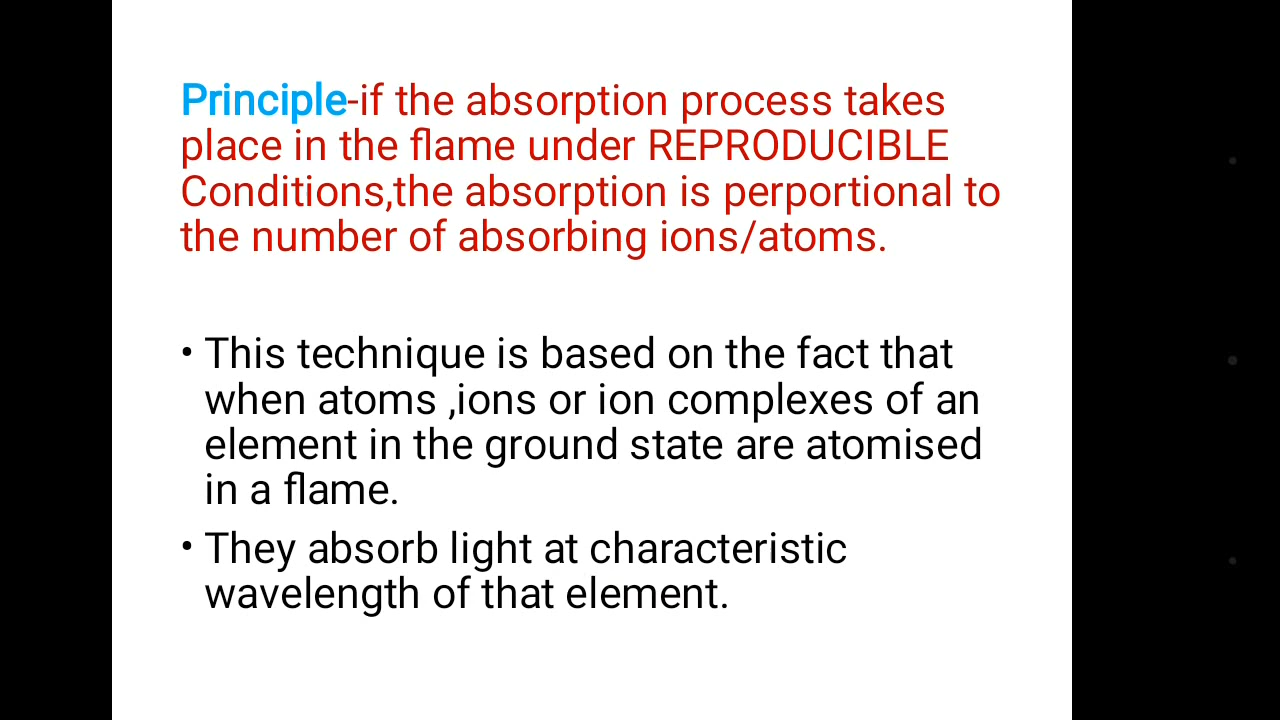 Principle-if the absorption process takes
place in the flame under REPRODUCIBLE
Conditions,the absorption is perportional to
the number of absorbing ions/atoms.
• This technique is based on the fact that
when atoms ,ions or ion complexes of an
element in the ground state are atomised
in a flame.
• They absorb light at characteristic
wavelength of that element.